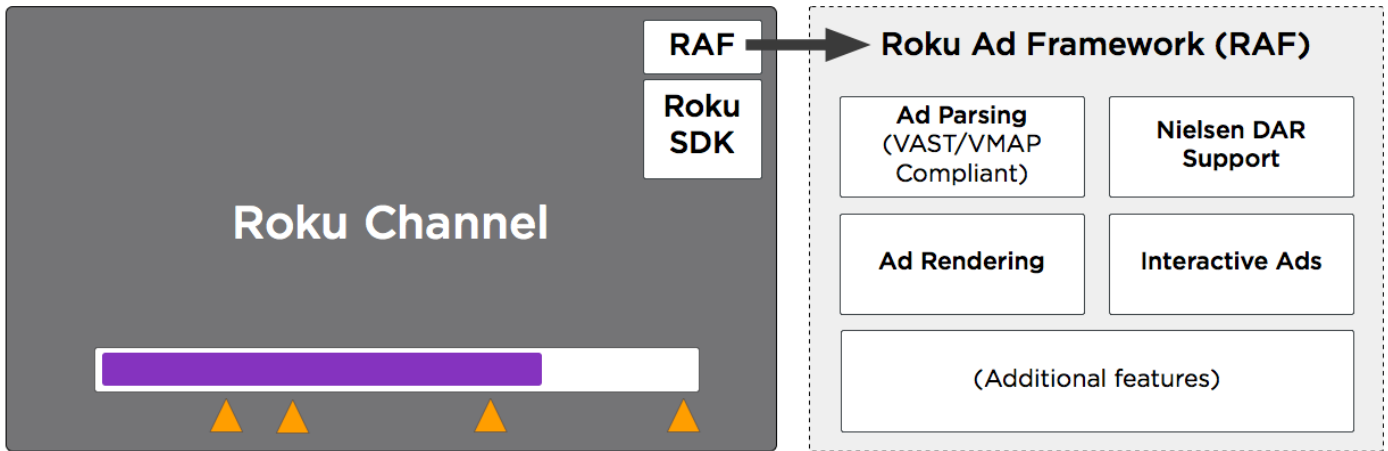 RAF
Roku
SDK
Roku Channel
Roku Ad Framework (RAF)
Ad Parsing
(VAST/VMAP
Compliant)
Nielsen DAR
Support
Ad Rendering
Interactive Ads
(Additional features)